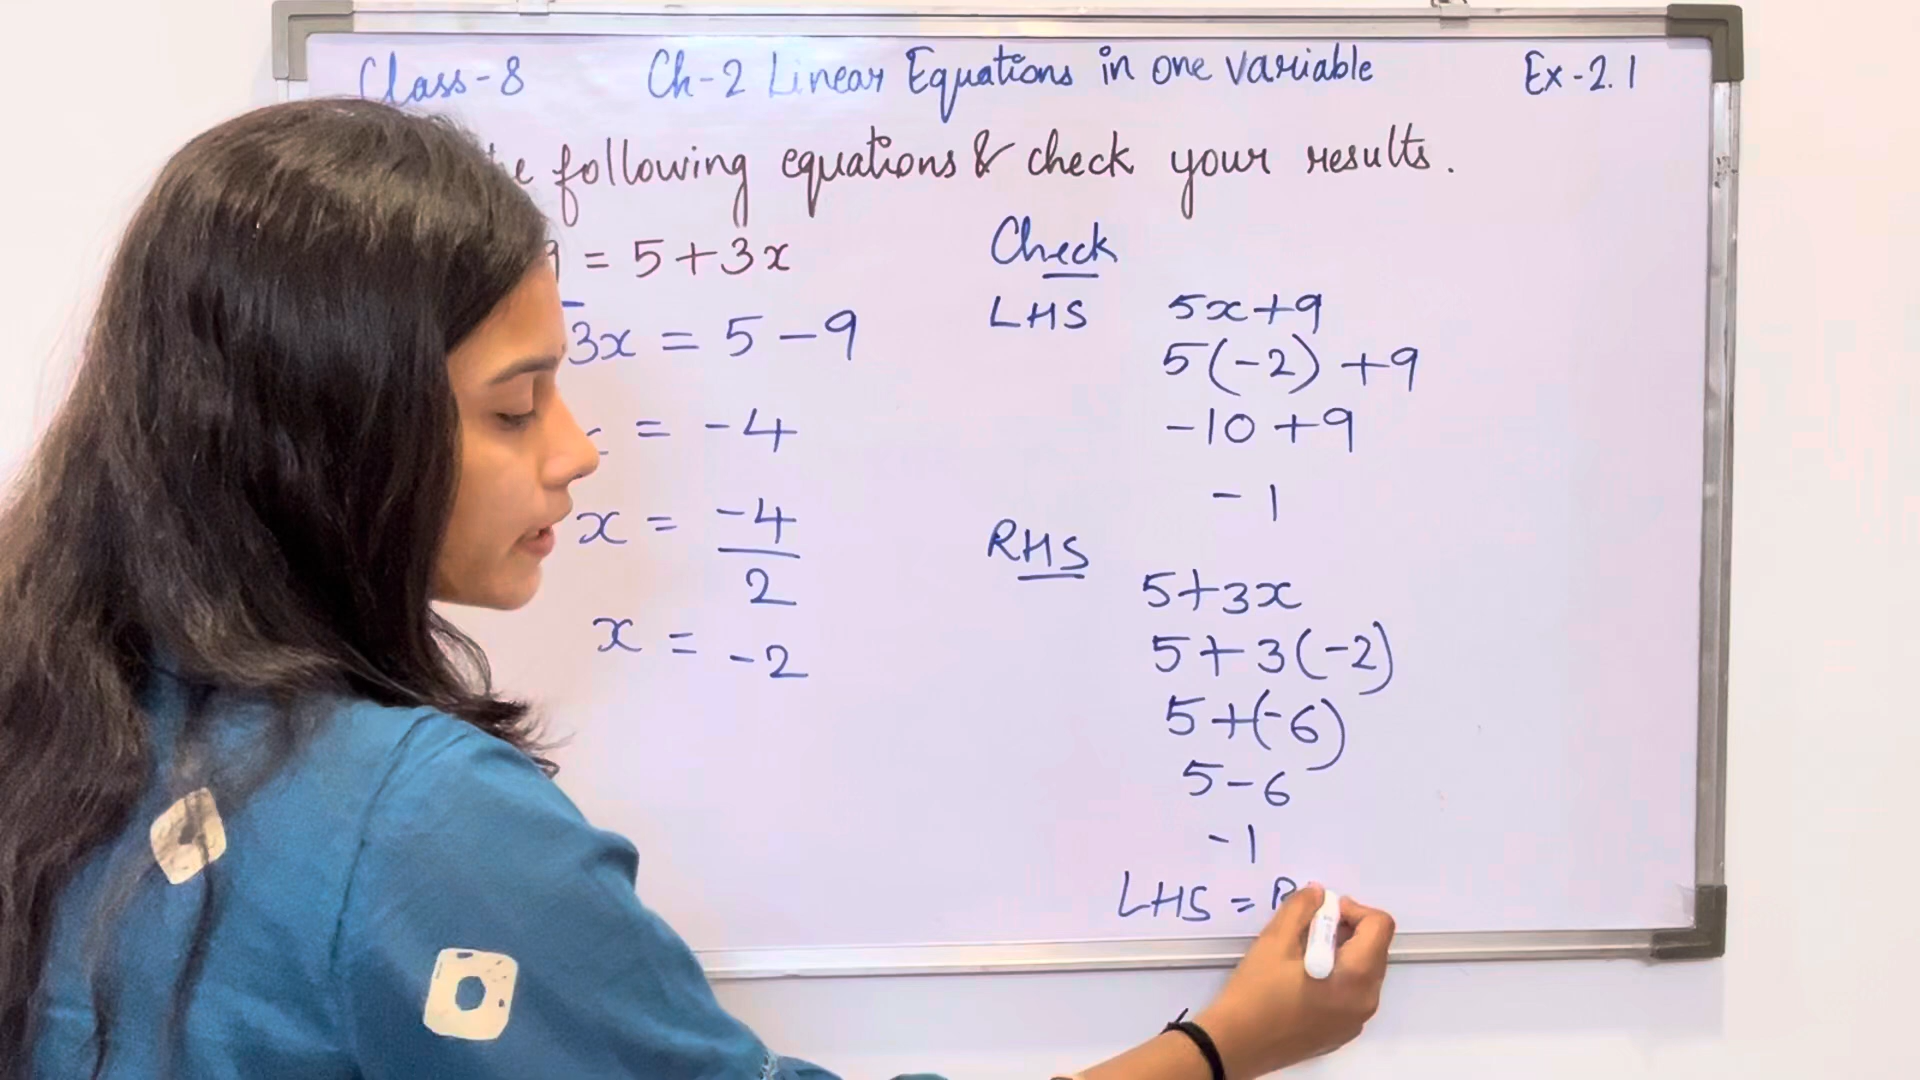 Class-8 Ch-2 Linear Equations in one variable Ex-2.1
following equations & check your results.
= 5+3x
3x = 5-9
= -4
x = -4/2
x = -2
Check
LHS 5x+9
5(-2) +9
-10+9
-1
RHS
5+3x
5+3(-2)
5+(-6)
5-6
-1
LHS =